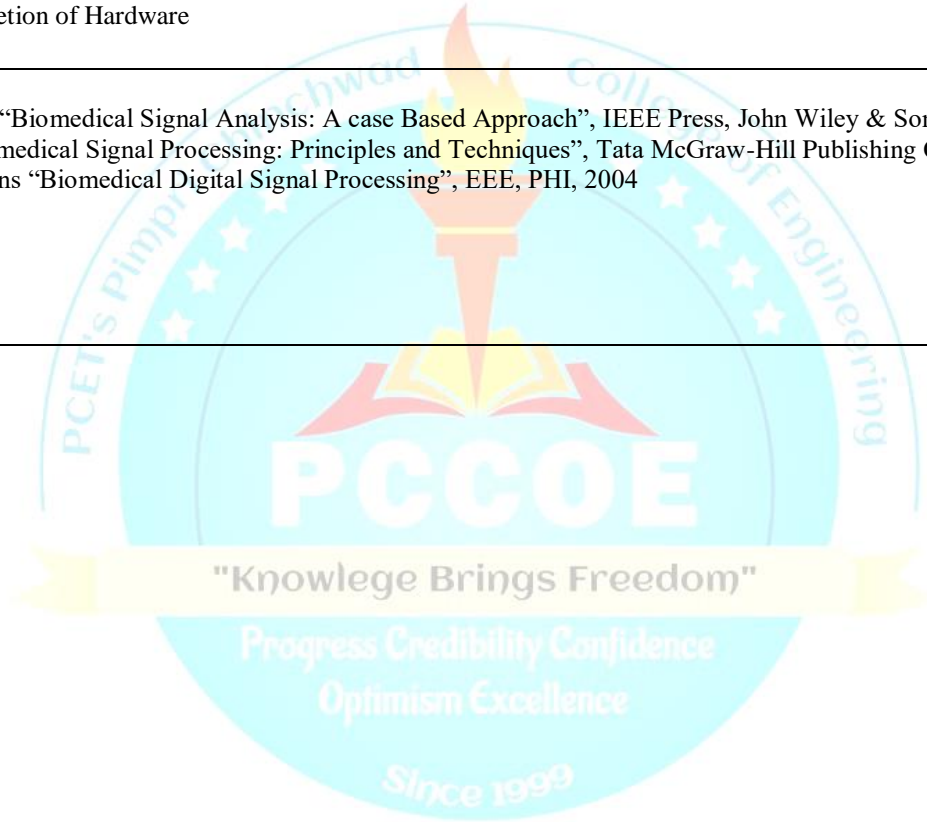 etion of Hardware
“Biomedical Signal Analysis: A case Based Approach”, IEEE Press, John Wiley & Son
medical Signal Processing: Principles and Techniques”, Tata McGraw-Hill Publishing
ns “Biomedical Digital Signal Processing”, EEE, PHI, 2004
PCET's Pimpri Chinchwad College of Engineering
PCCOE
"Knowlege Brings Freedom"
Progress Credibility Confidence
Optimism Excellence
Since 1999